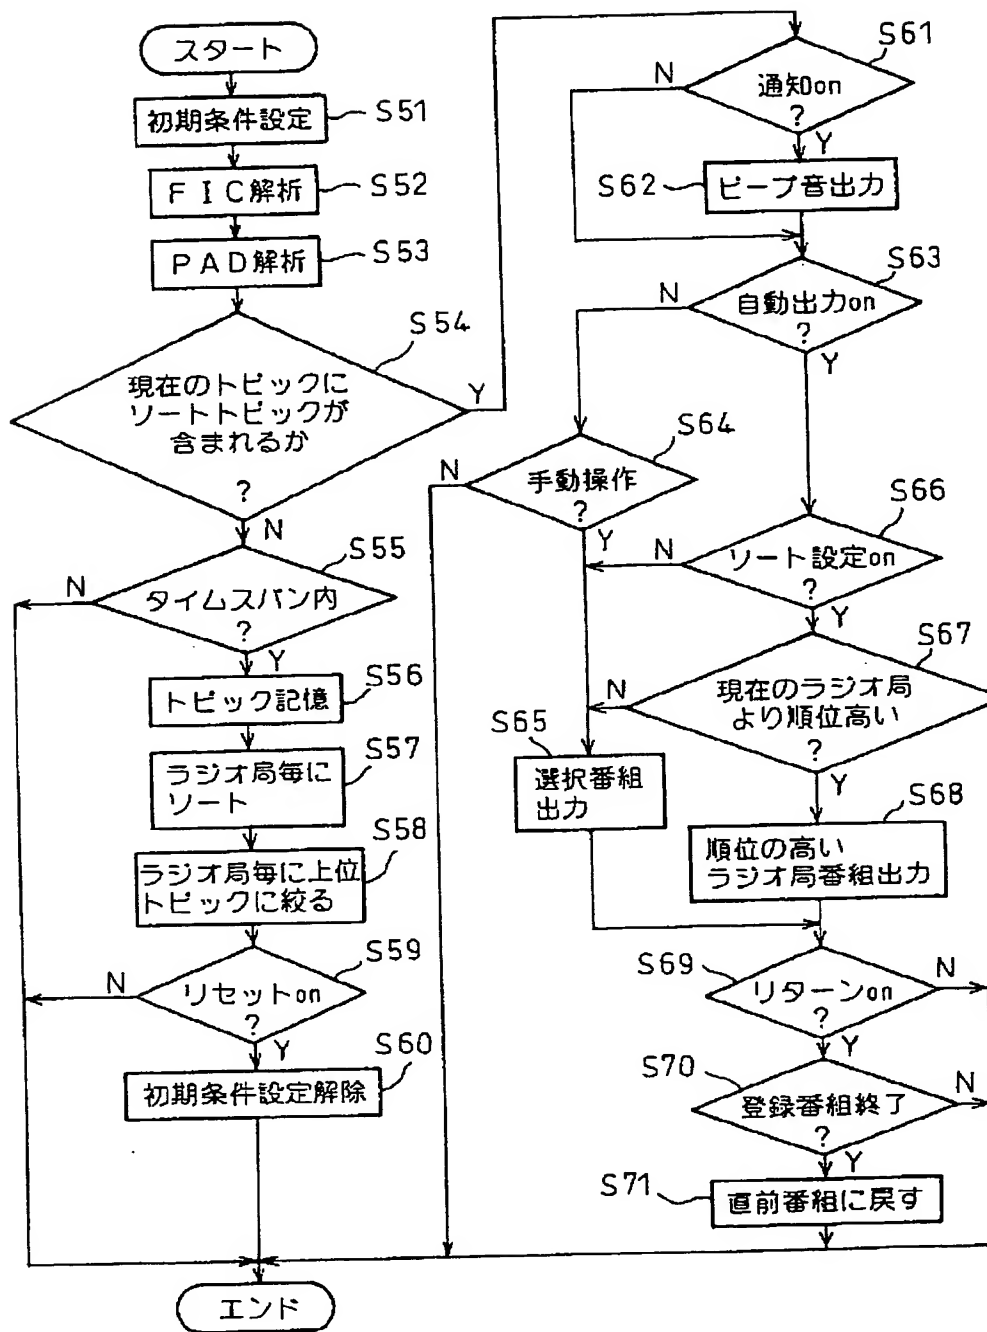 スタート
初期条件設定
S51
FIC解析
S52
PAD解析
S53
S54
現在のトピックに
ソートトピックが
含まれるか
?
Y
N
S55
タイムスパン内
?
N
Y
S56
トピック記憶
S57
ラジオ局毎に
ソート
S58
ラジオ局毎に上位
トピックに絞る
S59
リセットon
?
N
Y
S60
初期条件設定解除
エンド
S61
通知on
?
N
Y
S62
ビープ音出力
S63
自動出力on
?
N
Y
S64
手動操作
?
N
Y
S65
選択番組
出力
S66
ソート設定on
?
N
Y
S67
現在のラジオ局
より順位高い
?
N
Y
S68
順位の高い
ラジオ局番組出力
S69
リターンon
?
N
Y
S70
登録番組終了
?
N
Y
S71
直前番組に戻す